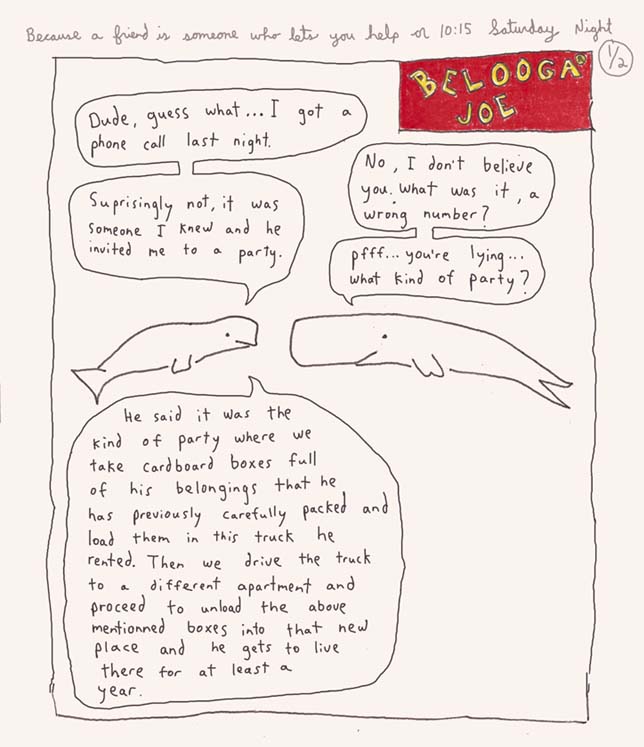 Because a friend is someone who lets you help or 10:15 Saturday Night
1/2
BELOOGA
JOE
Dude, guess what... I got a
phone call last night.
No, I don't believe
you. What was it, a
wrong number?
Suprisingly not, it was
someone I knew and he
invited me to a party.
pfff... you're lying...
what kind of party?
He said it was the
kind of party where we
take cardboard boxes full
of his belongings that he
has previously carefully packed and
load them in this truck he
rented. Then we drive the truck
to a different apartment and
proceed to unload the above
mentionned boxes into that new
place and he gets to live
there for at least a
year.